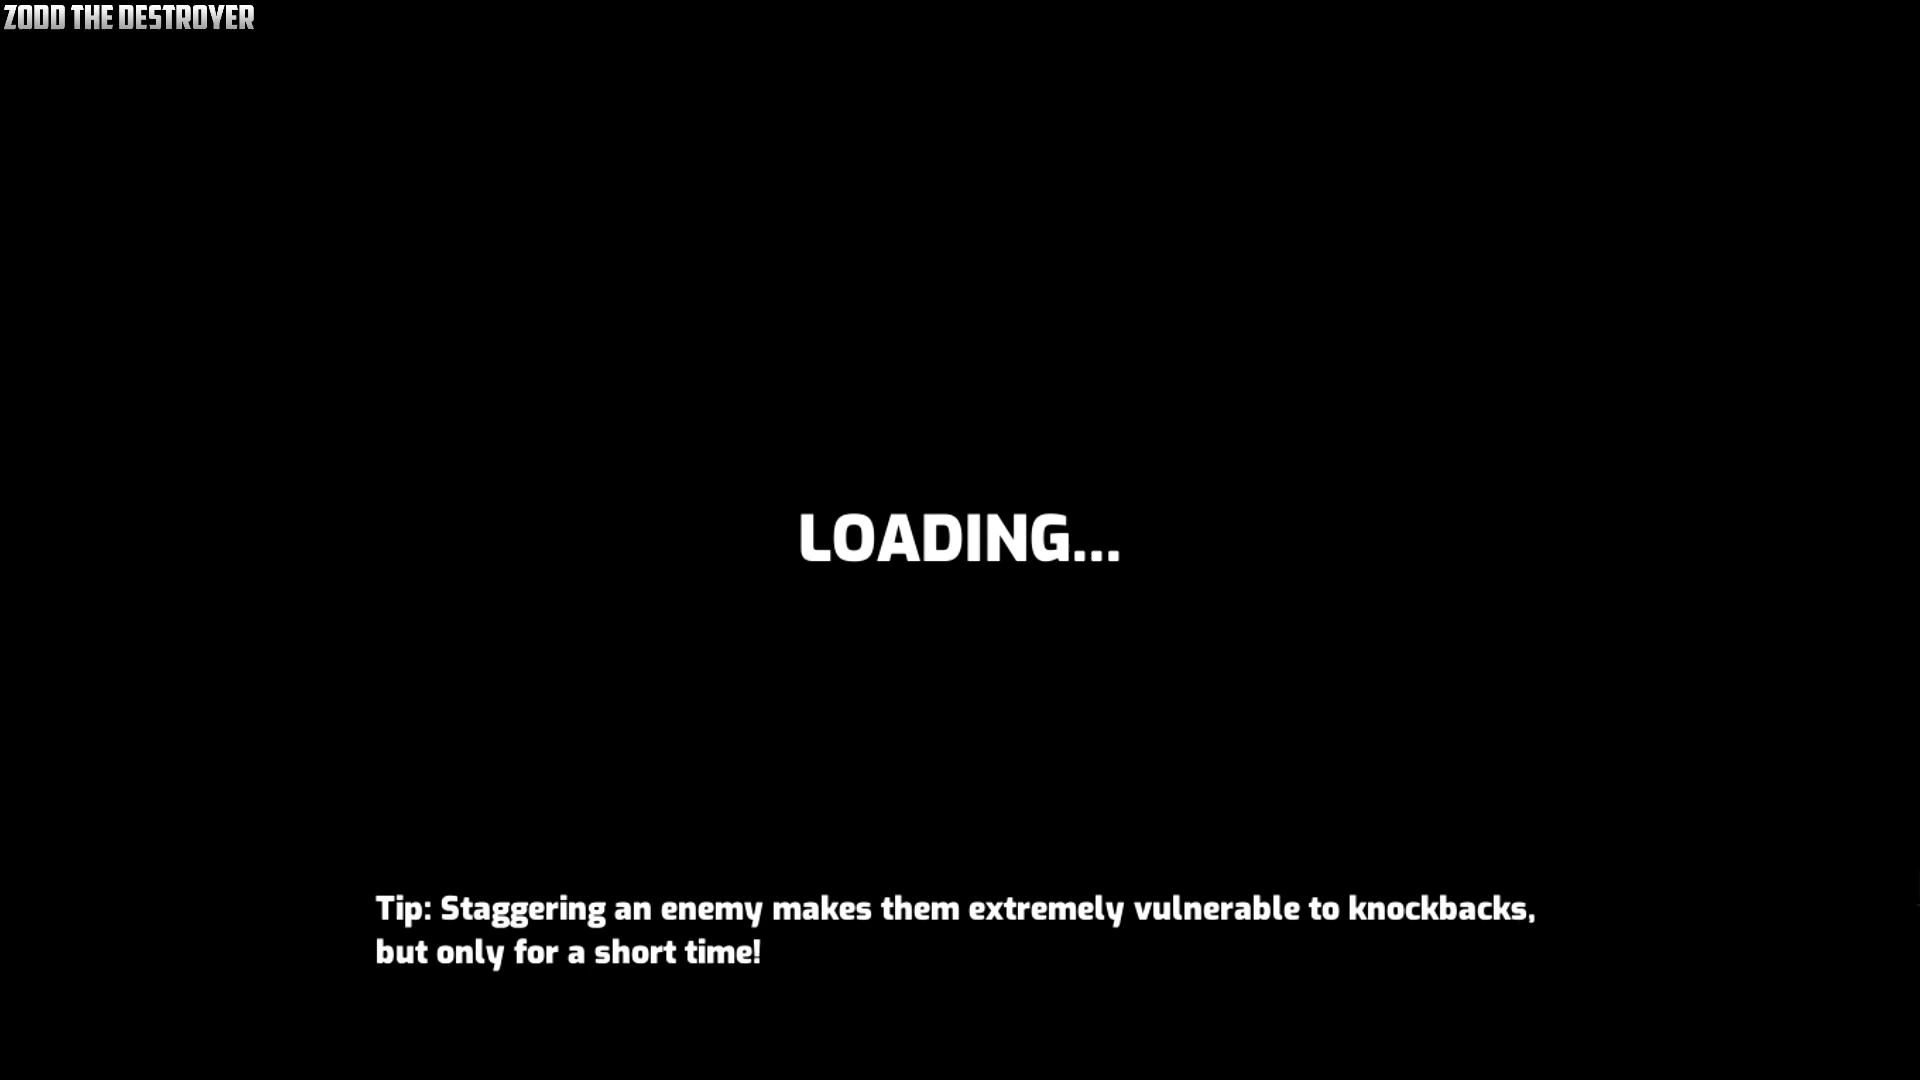 ZODD THE DESTROYER
LOADING...
Tip: Staggering an enemy makes them extremely vulnerable to knockbacks,
but only for a short time!